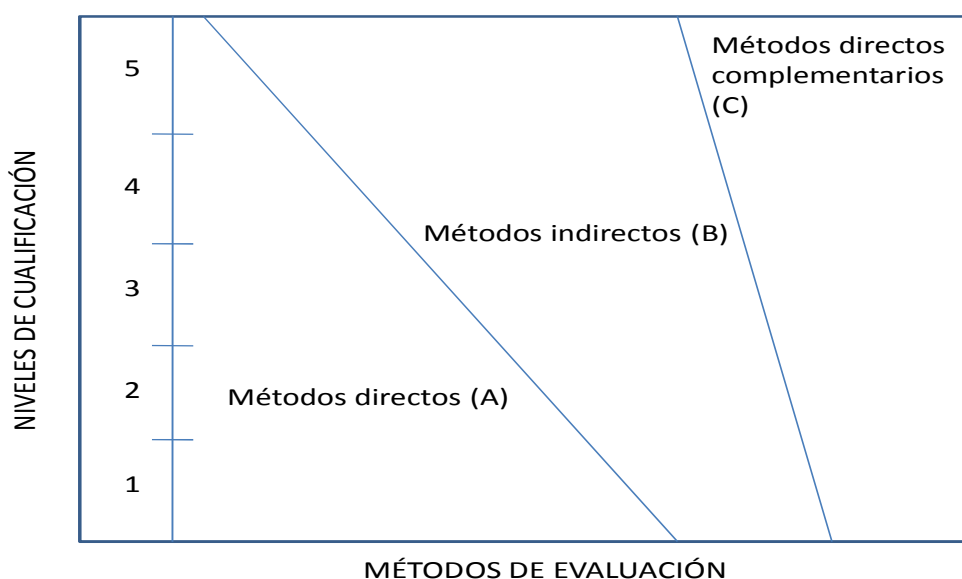 Métodos directos
complementarios
(C)
5
4
Métodos indirectos (B)
3
2
Métodos directos (A)
1
NIVELES DE CUALIFICACIÓN
MÉTODOS DE EVALUACIÓN